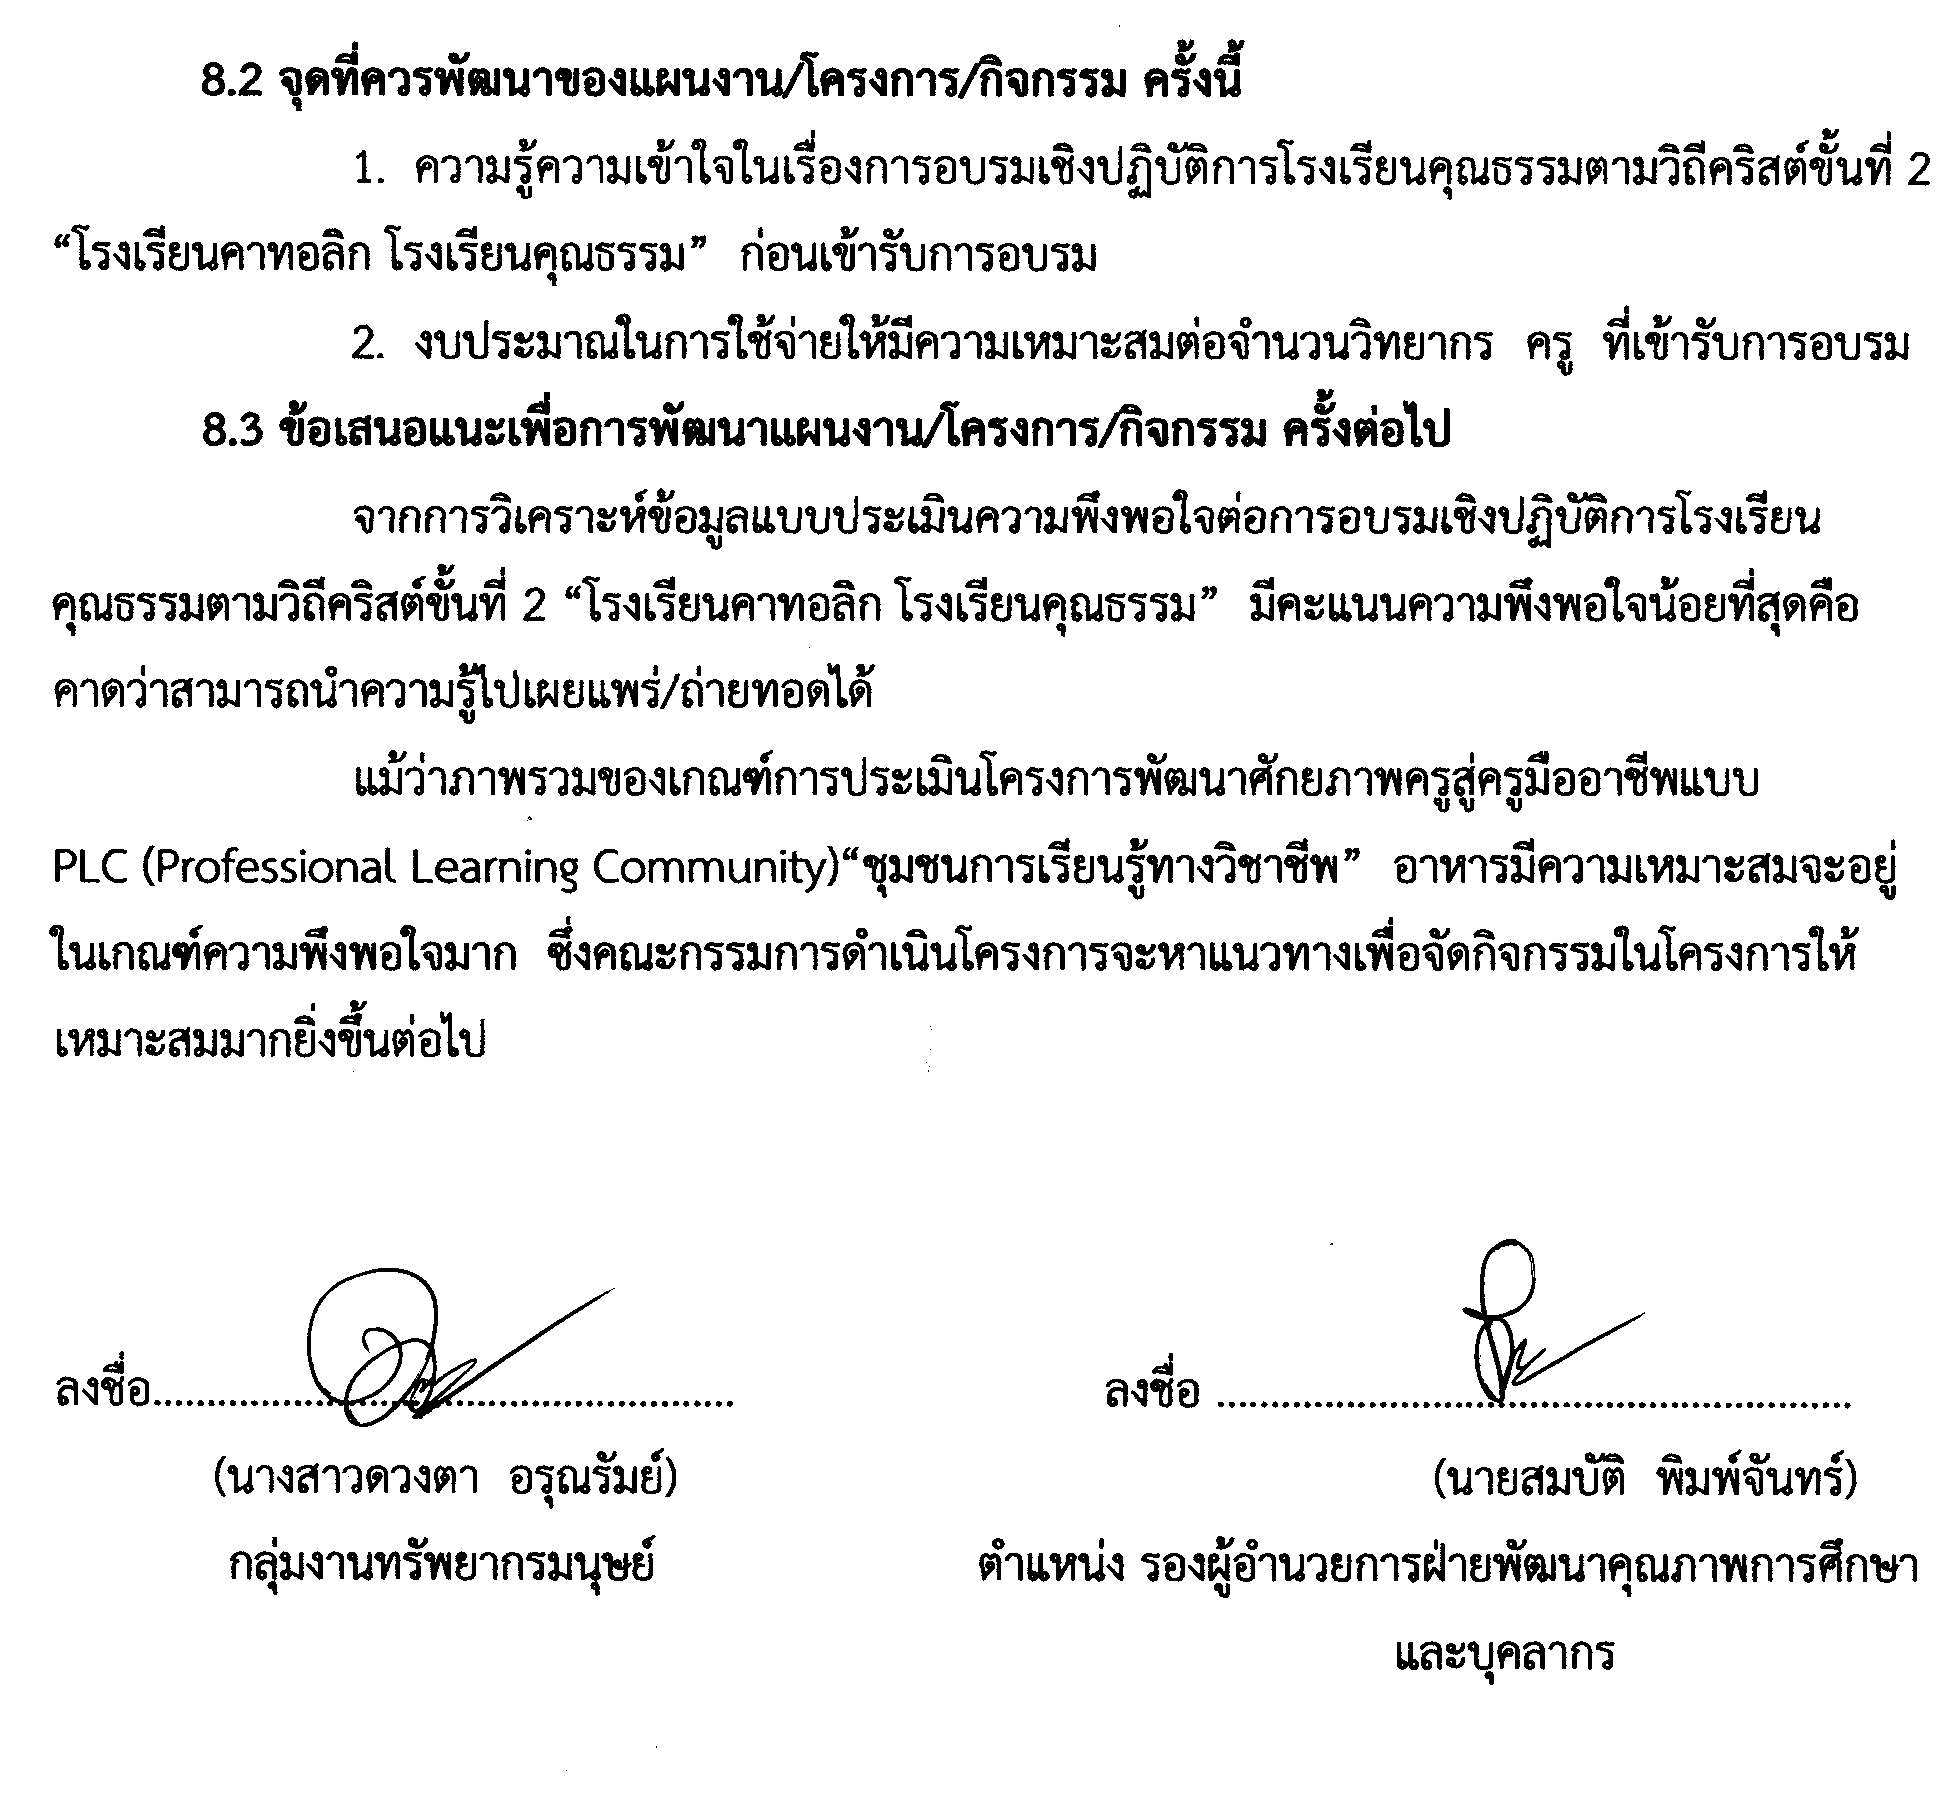 8.2 จุดที่ควรพัฒนาของแผนงาน/โครงการ/กิจกรรม ครั้งนี้
1. ความรู้ความเข้าใจในเรื่องการอบรมเชิงปฏิบัติการโรงเรียนคุณธรรมตามวิถีคริสต์ขั้นที่ 2
“โรงเรียนคาทอลิก โรงเรียนคุณธรรม” ก่อนเข้ารับการอบรม
2. งบประมาณในการใช้จ่ายให้มีความเหมาะสมต่อจำนวนวิทยากร ครู ที่เข้ารับการอบรม
8.3 ข้อเสนอแนะเพื่อการพัฒนาแผนงาน/โครงการ/กิจกรรม ครั้งต่อไป
จากการวิเคราะห์ข้อมูลแบบประเมินความพึงพอใจต่อการอบรมเชิงปฏิบัติการโรงเรียน
คุณธรรมตามวิถีคริสต์ขั้นที่ 2 “โรงเรียนคาทอลิก โรงเรียนคุณธรรม” มีคะแนนความพึงพอใจน้อยที่สุดคือ
คาดว่าสามารถนำความรู้ไปเผยแพร่/ถ่ายทอดได้
แม้ว่าภาพรวมของเกณฑ์การประเมินโครงการพัฒนาศักยภาพครูสู่ครูมืออาชีพแบบ
PLC (Professional Learning Community)“ชุมชนการเรียนรู้ทางวิชาชีพ” อาหารมีความเหมาะสมจะอยู่
ในเกณฑ์ความพึงพอใจมาก ซึ่งคณะกรรมการดำเนินโครงการจะหาแนวทางเพื่อจัดกิจกรรมในโครงการให้
เหมาะสมมากยิ่งขึ้นต่อไป
ลงชื่อ...................................................... ลงชื่อ ...........................................................
(นางสาวดวงตา อรุณรัมย์) (นายสมบัติ พิมพ์จันทร์)
กลุ่มงานทรัพยากรมนุษย์ ตำแหน่ง รองผู้อำนวยการฝ่ายพัฒนาคุณภาพการศึกษา
และบุคลากร